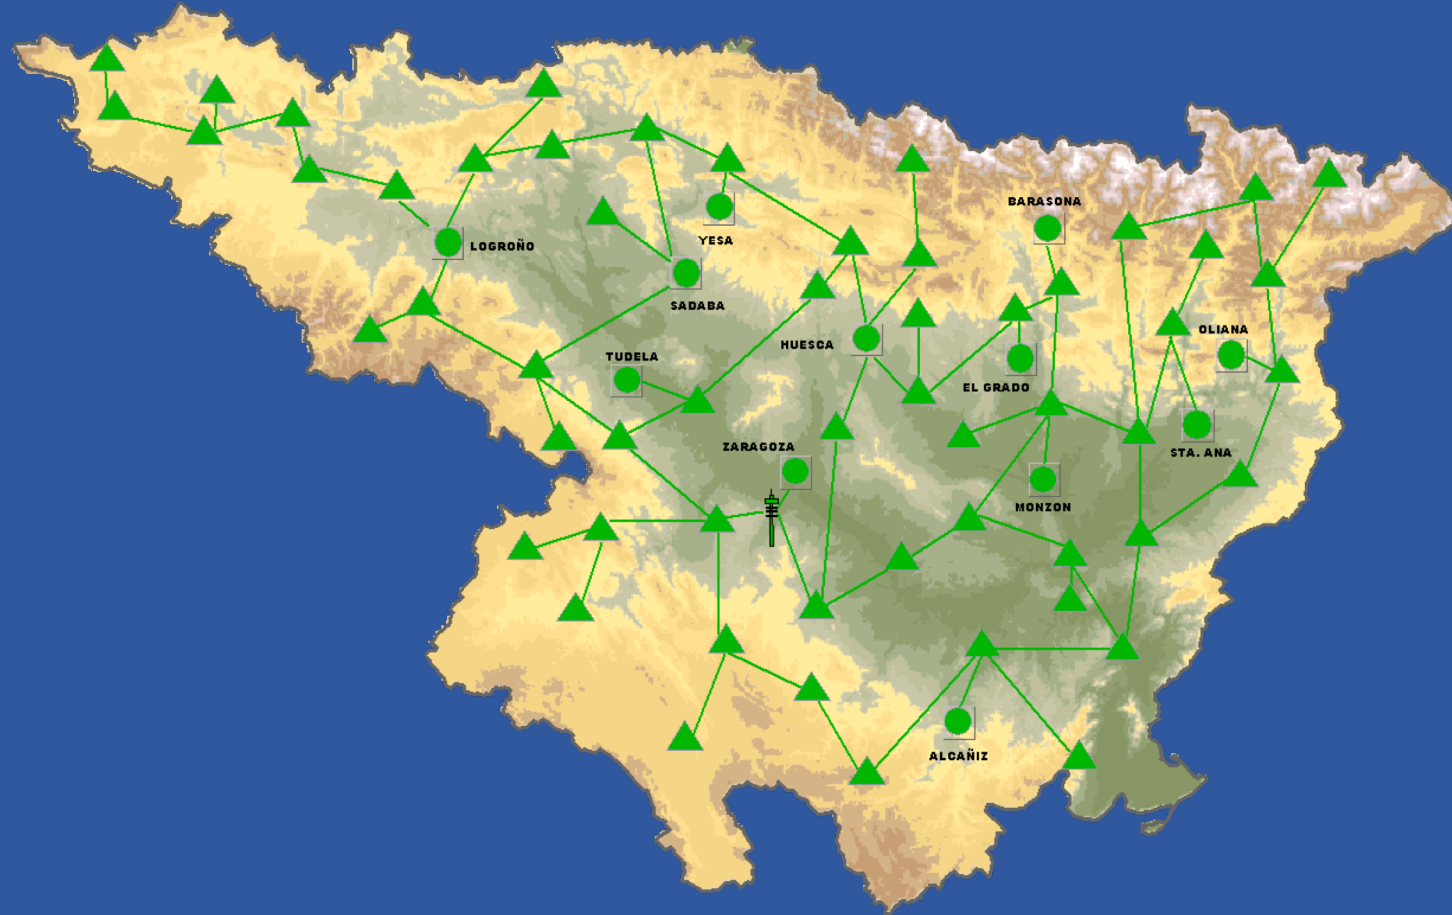 BARASONA
YESA
LOGROÑO
SADABA
OLIANA
HUESCA
TUDELA
EL GRADO
ZARAGOZA
STA. ANA
MONZON
ALCAÑIZ